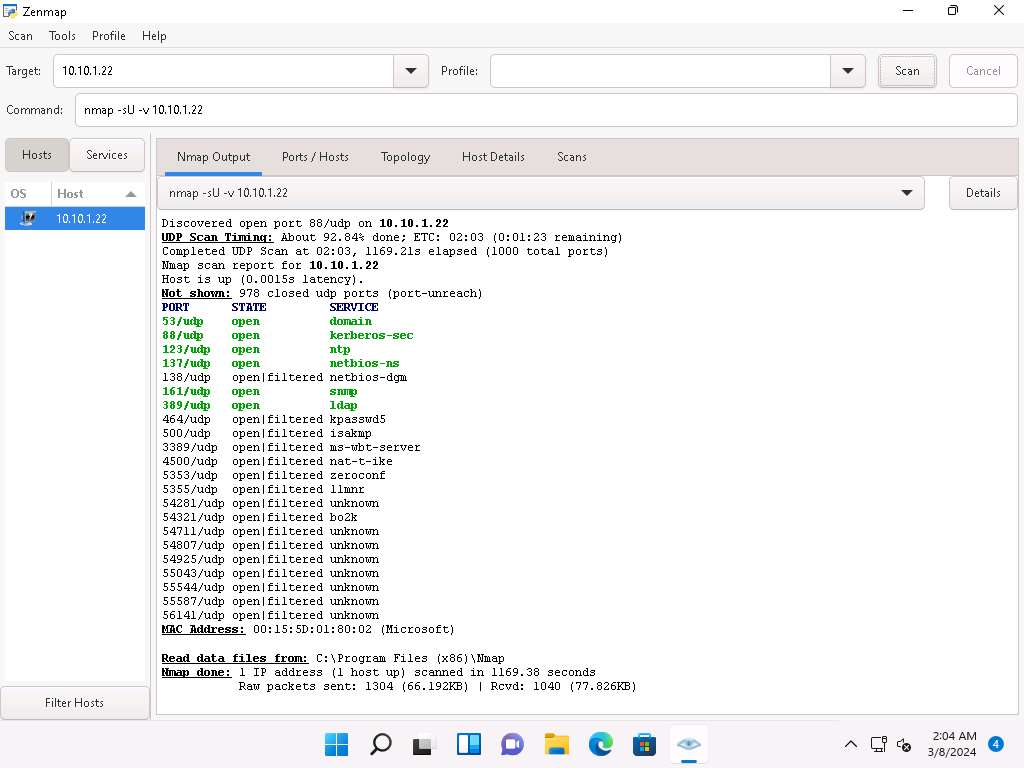 Zenmap
Scan Tools Profile Help
Target: 10.10.1.22 Profile: Scan Cancel
Command: nmap -sU -v 10.10.1.22
Hosts Services Nmap Output Ports / Hosts Topology Host Details Scans
OS Host nmap -sU -v 10.10.1.22 Details
10.10.1.22
Discovered open port 88/udp on 10.10.1.22
UDP Scan Timing: About 92.84% done; ETC: 02:03 (0:01:23 remaining)
Completed UDP Scan at 02:03, 1169.21s elapsed (1000 total ports)
Nmap scan report for 10.10.1.22
Host is up (0.0015s latency).
Not shown: 978 closed udp ports (port-unreach)
PORT STATE SERVICE
53/udp open domain
88/udp open kerberos-sec
123/udp open ntp
137/udp open netbios-ns
138/udp open|filtered netbios-dgm
161/udp open snmp
389/udp open ldap
464/udp open|filtered kpasswd5
500/udp open|filtered isakmp
3389/udp open|filtered ms-wbt-server
4500/udp open|filtered nat-t-ike
5353/udp open|filtered zeroconf
5355/udp open|filtered llmnr
54281/udp open|filtered unknown
54321/udp open|filtered bo2k
54711/udp open|filtered unknown
54807/udp open|filtered unknown
54925/udp open|filtered unknown
55043/udp open|filtered unknown
55544/udp open|filtered unknown
55587/udp open|filtered unknown
56141/udp open|filtered unknown
MAC Address: 00:15:5D:01:80:02 (Microsoft)
Read data files from: C:\Program Files (x86)\Nmap
Nmap done: 1 IP address (1 host up) scanned in 1169.38 seconds
Raw packets sent: 1304 (66.192KB) | Rcvd: 1040 (77.826KB)
Filter Hosts
2:04 AM
3/8/2024
4